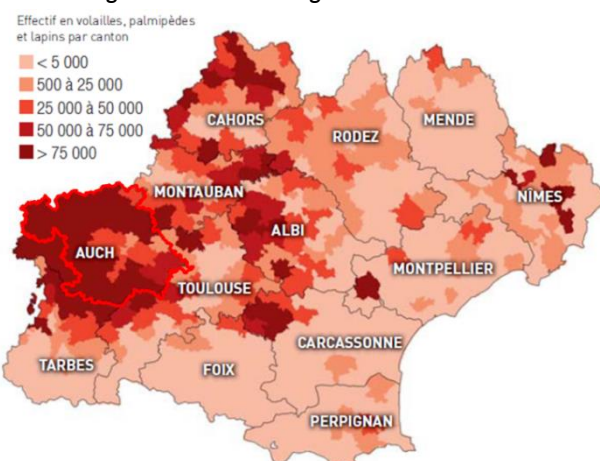 Effectif en volailles, palmipèdes
et lapins par canton
< 5 000
500 à 25 000
25 000 à 50 000
50 000 à 75 000
> 75 000
CAHORS
RODEZ
MENDE
MONTAUBAN
NÎMES
ALBI
AUCH
TOULOUSE
MONTPELLIER
CARCASSONNE
TARBES
FOIX
PERPIGNAN